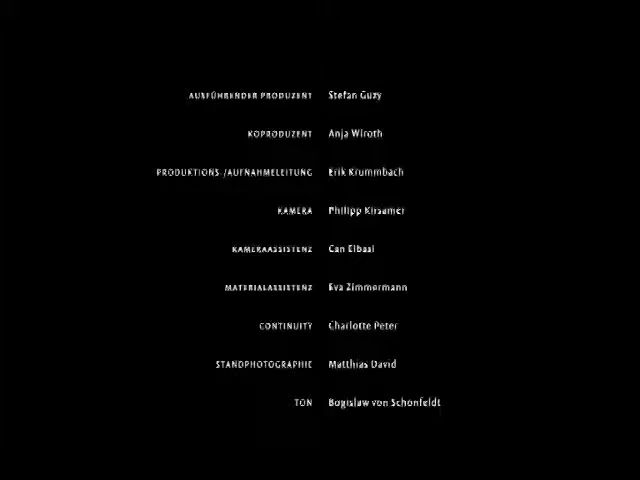 AUSFÜHRENDER PRODUZENT Stefan Guzy
KOPRODUZENT Anja Wiroth
PRODUKTIONS-/AUFNAHMELEITUNG Erik Krummbach
KAMERA Philipp Kirsamer
KAMERAASSISTENZ Can Elbasi
MATERIALASSISTENZ Eva Zimmermann
CONTINUITY Charlotte Peter
STANDPHOTOGRAPHIE Matthias David
TON Bogislaw von Schönfeldt